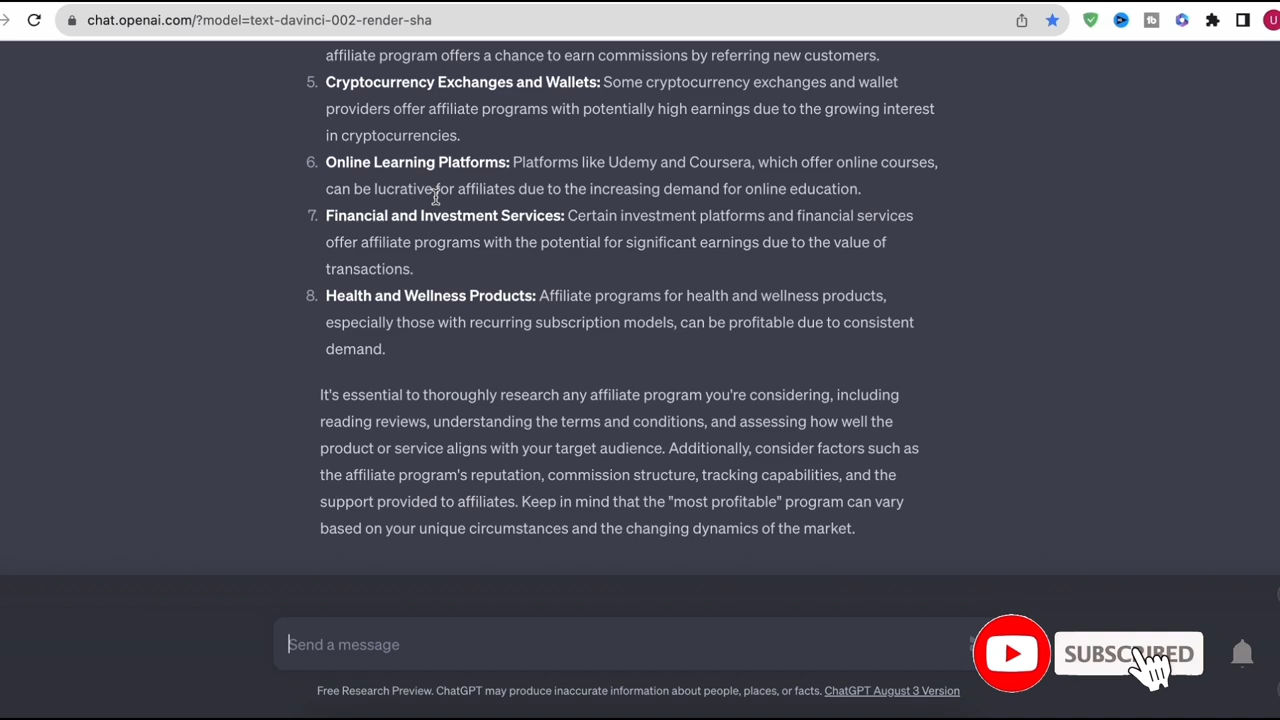 chat.openai.com/?model=text-davinci-002-render-sha
affiliate program offers a chance to earn commissions by referring new customers.
5. Cryptocurrency Exchanges and Wallets: Some cryptocurrency exchanges and wallet
providers offer affiliate programs with potentially high earnings due to the growing interest
in cryptocurrencies.
6. Online Learning Platforms: Platforms like Udemy and Coursera, which offer online courses,
can be lucrative for affiliates due to the increasing demand for online education.
7. Financial and Investment Services: Certain investment platforms and financial services
offer affiliate programs with the potential for significant earnings due to the value of
transactions.
8. Health and Wellness Products: Affiliate programs for health and wellness products,
especially those with recurring subscription models, can be profitable due to consistent
demand.
It's essential to thoroughly research any affiliate program you're considering, including
reading reviews, understanding the terms and conditions, and assessing how well the
product or service aligns with your target audience. Additionally, consider factors such as
the affiliate program's reputation, commission structure, tracking capabilities, and the
support provided to affiliates. Keep in mind that the "most profitable" program can vary
based on your unique circumstances and the changing dynamics of the market.
Send a message
SUBSCRIBED
Free Research Preview. ChatGPT may produce inaccurate information about people, places, or facts. ChatGPT August 3 Version